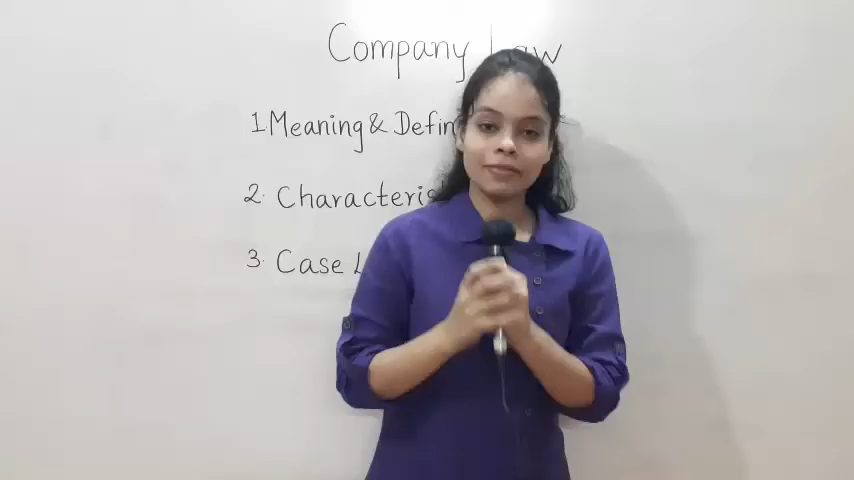 Company Law
1. Meaning & Defin
2. Characteris
3. Case L